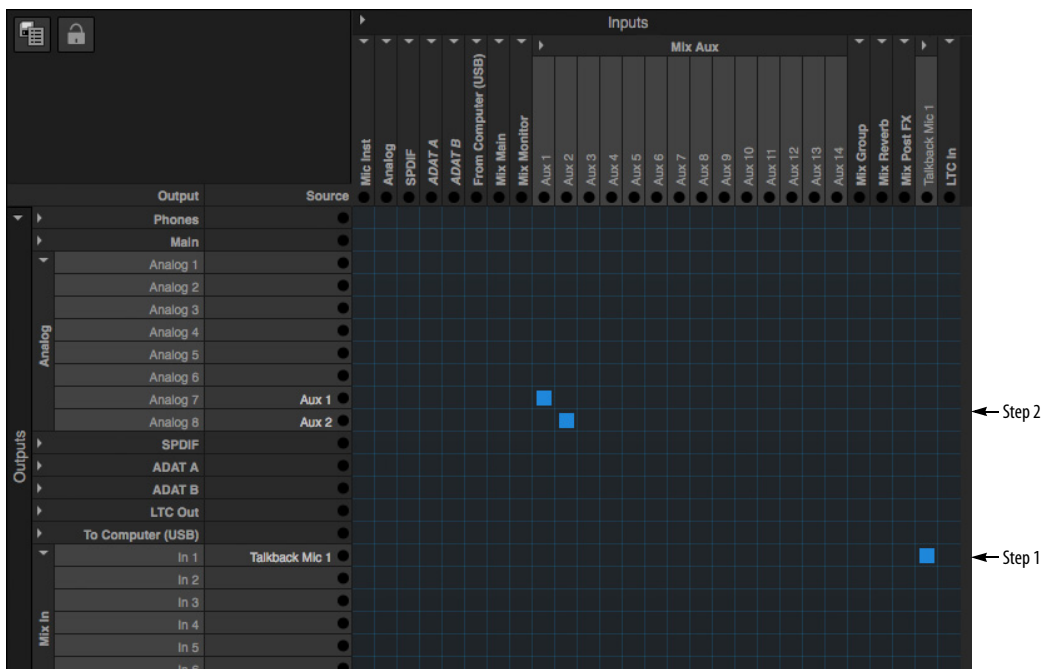 Inputs
Mix Aux
Mic Inst
Analog
SPDIF
ADAT A
ADAT B
From Computer (USB)
Mix Main
Mix Monitor
Aux 1
Aux 2
Aux 3
Aux 4
Aux 5
Aux 6
Aux 7
Aux 8
Aux 9
Aux 10
Aux 11
Aux 12
Aux 13
Aux 14
Mix Group
Mix Reverb
Mix Post FX
Talkback Mic 1
LTC In
Output Source
Outputs
Phones
Main
Analog
Analog 1
Analog 2
Analog 3
Analog 4
Analog 5
Analog 6
Analog 7 Aux 1
Step 2
Analog 8 Aux 2
SPDIF
ADAT A
ADAT B
LTC Out
To Computer (USB)
Mix In
In 1 Talkback Mic 1 Step 1
In 2
In 3
In 4
In 5
In 6